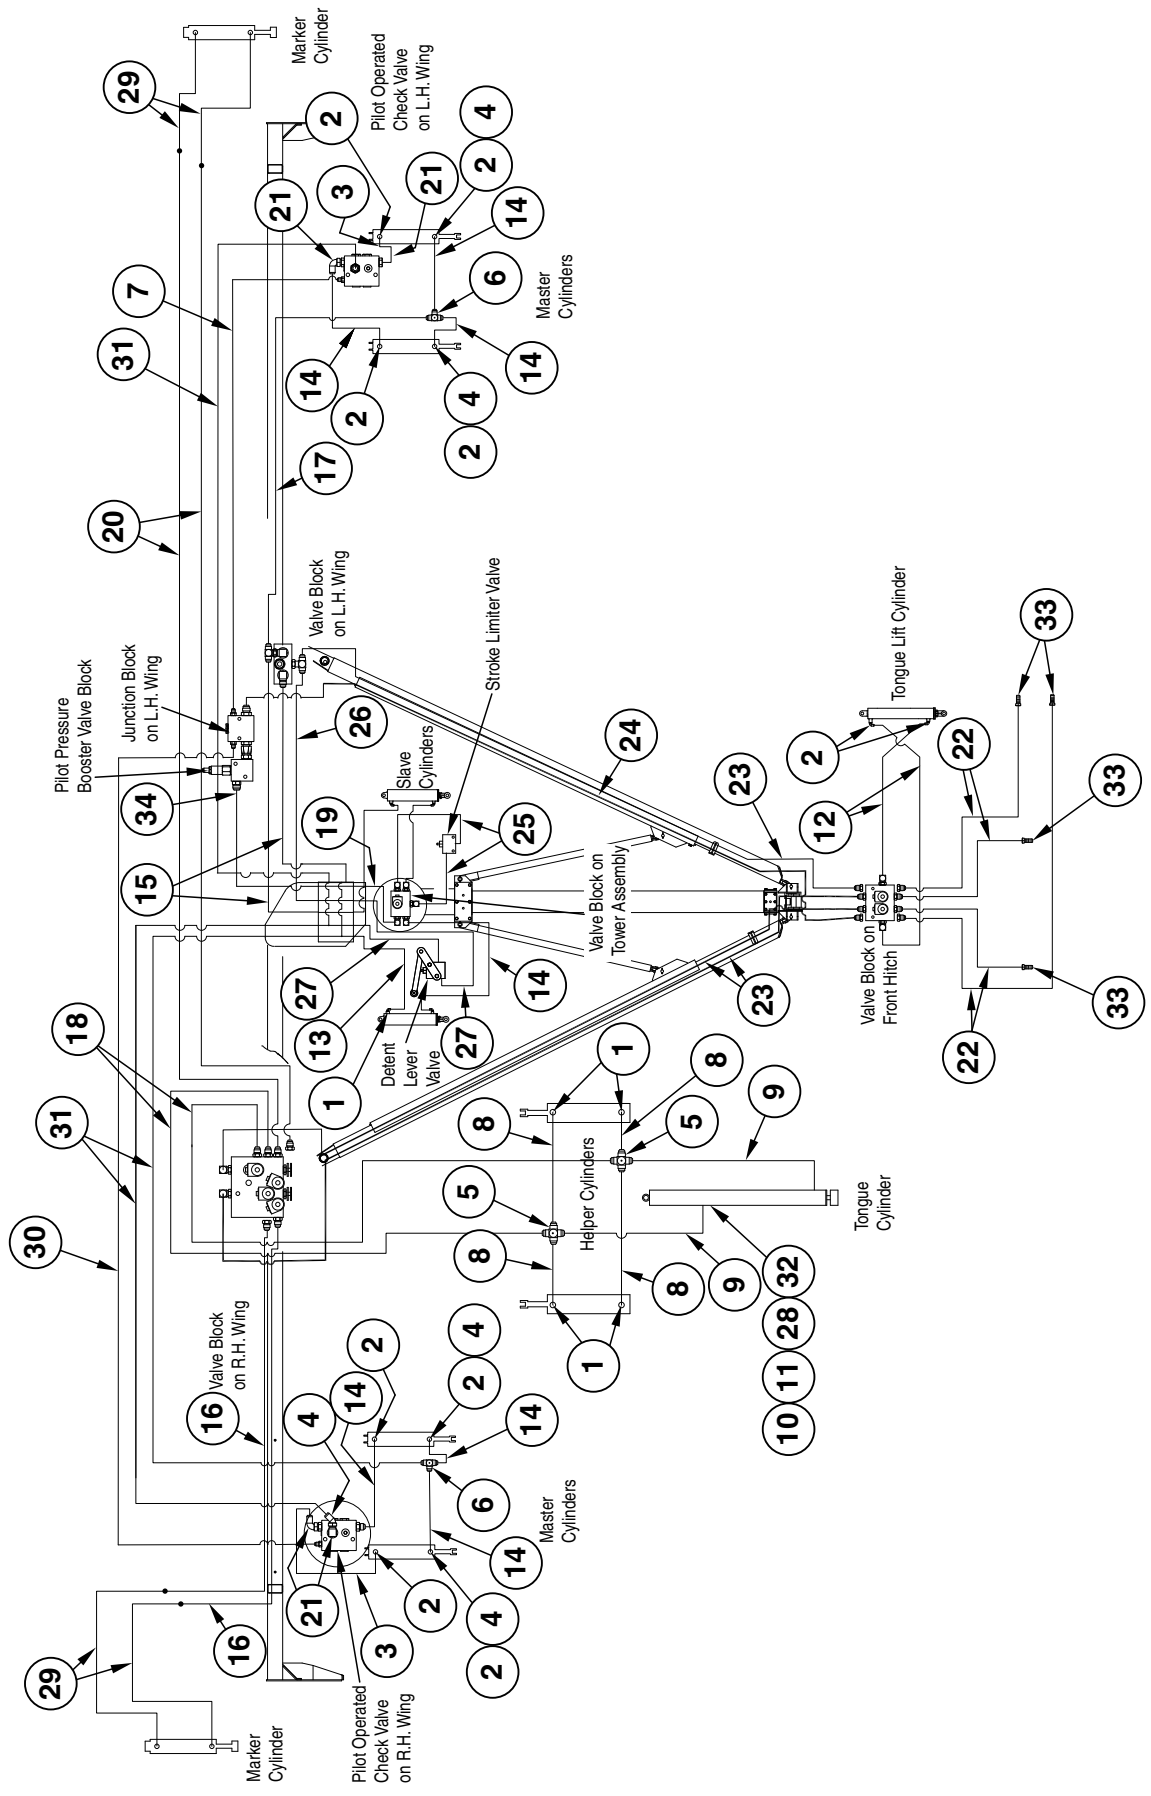 29
30
31
18
20
31
7
29
Pilot Pressure
Booster Valve Block
Junction Block
on L.H. Wing
34
15
16
16
Valve Block
on R.H. Wing
Marker
Cylinder
21
4
14
3
2
Pilot Operated
Check Valve
on R.H. Wing
2
4
2
4
2
14
6
14
Master
Cylinders
27
13
1
Detent
Lever
Valve
27
14
19
26
Slave
Cylinders
25
Stroke Limiter Valve
Valve Block
on L.H. Wing
17
21
3
2
Pilot Operated
Check Valve
on L.H. Wing
21
2
4
14
6
Master
Cylinders
14
2
14
4
2
Marker
Cylinder
8
5
8
1
Helper Cylinders
8
5
8
1
9
9
10
11
28
32
Tongue
Cylinder
Valve Block on
Tower Assembly
24
23
23
12
2
Tongue Lift Cylinder
Valve Block on
Front Hitch
22
22
33
33
33